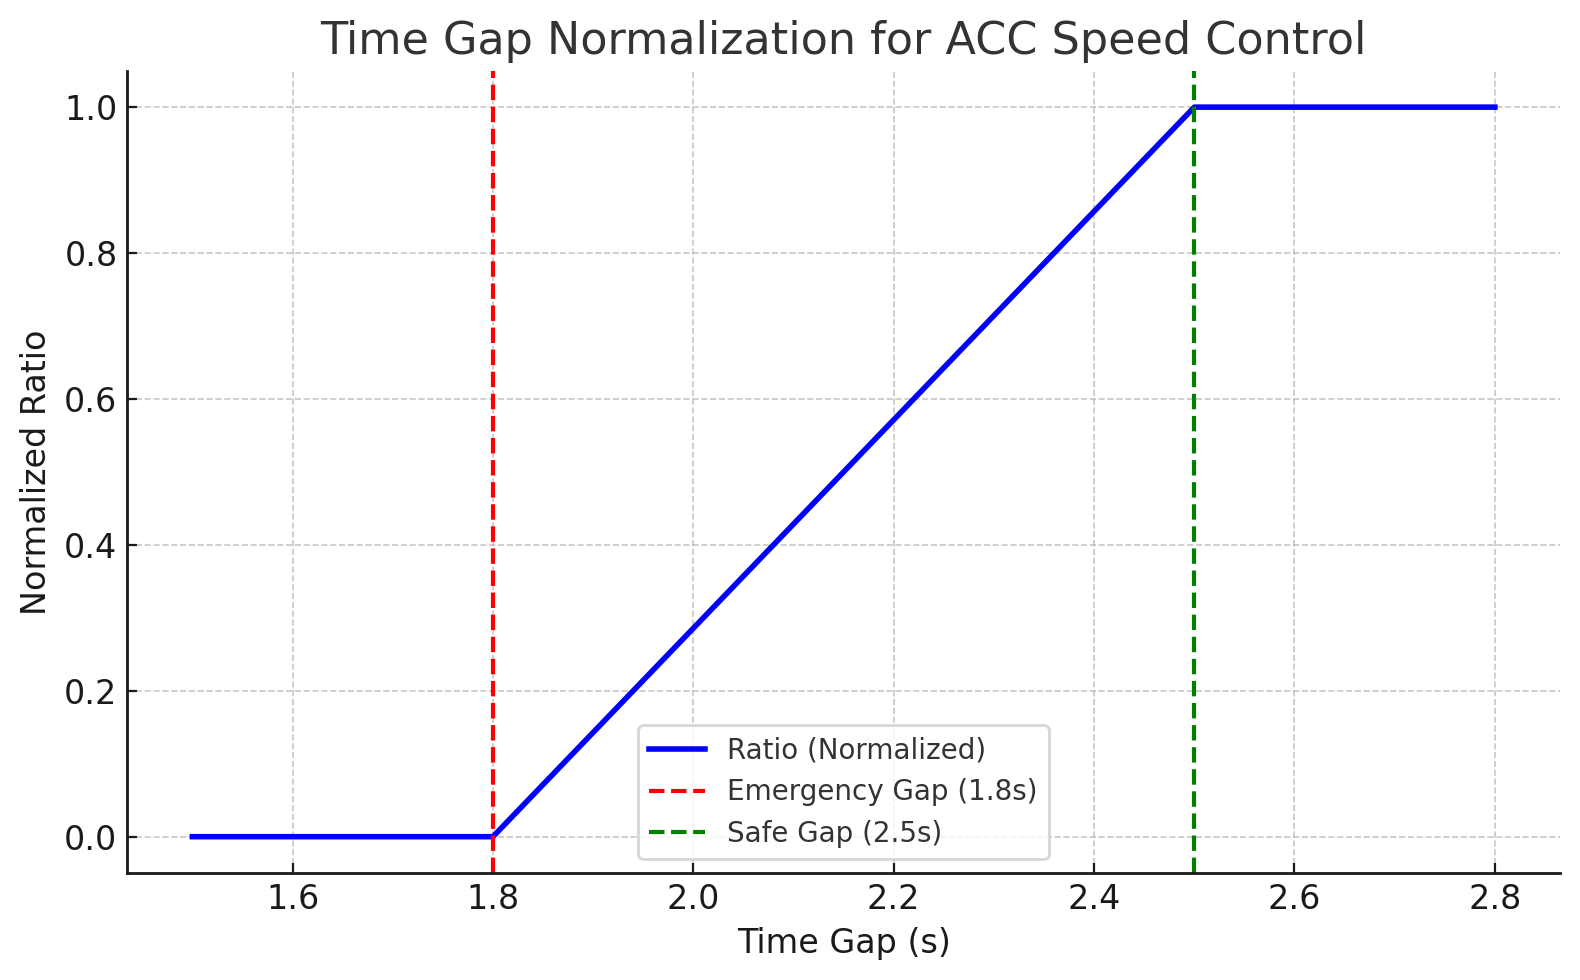 Time Gap Normalization for ACC Speed Control
1.0
0.8
0.6
0.4
0.2
0.0
Normalized Ratio
Ratio (Normalized)
Emergency Gap (1.8s)
Safe Gap (2.5s)
1.6 1.8 2.0 2.2 2.4 2.6 2.8
Time Gap (s)